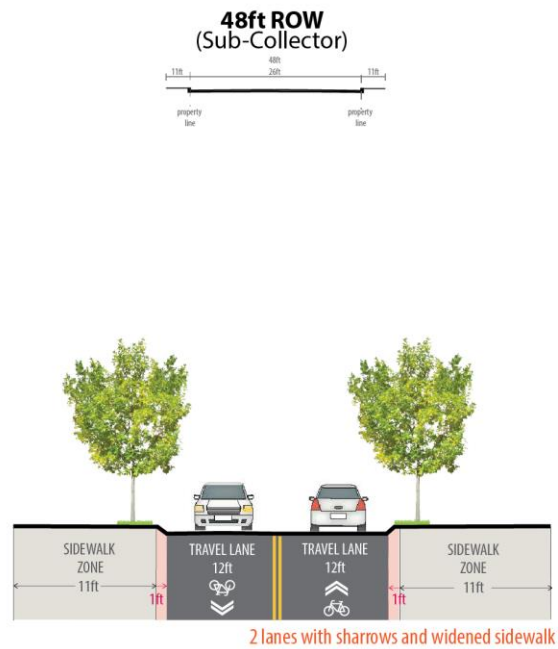 48ft ROW
(Sub-Collector)
48ft
11ft 26ft 11ft
property line property line
SIDEWALK ZONE
11ft
1ft
TRAVEL LANE
12ft
TRAVEL LANE
12ft
1ft
SIDEWALK ZONE
11ft
2 lanes with sharrows and widened sidewalk